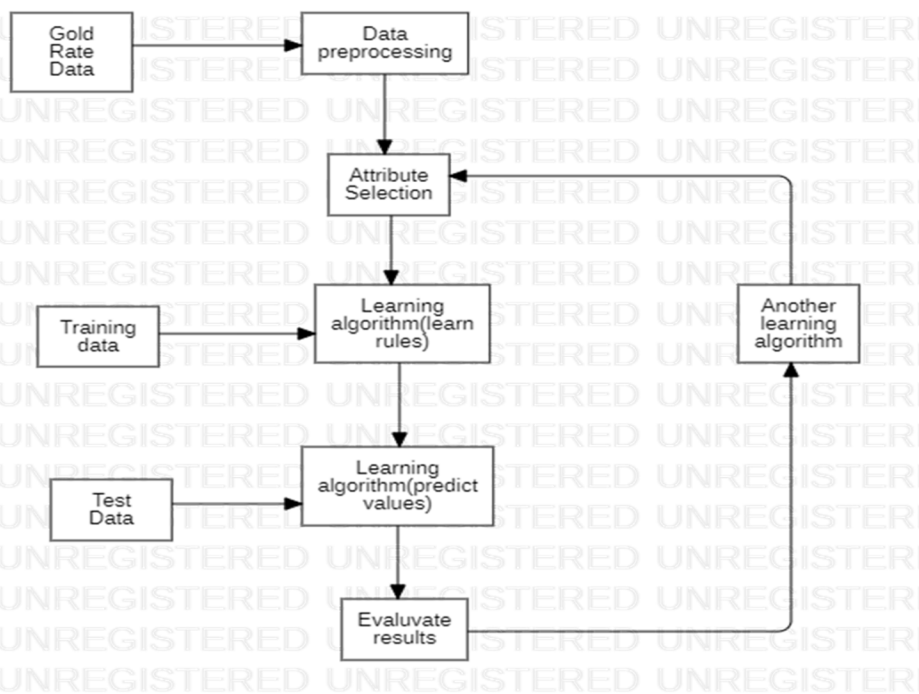 Gold
Rate
Data
Data
preprocessing
Attribute
Selection
Training
data
Learning
algorithm(learn
rules)
Another
learning
algorithm
Test
Data
Learning
algorithm(predict
values)
Evaluvate
results
UNREGISTERED